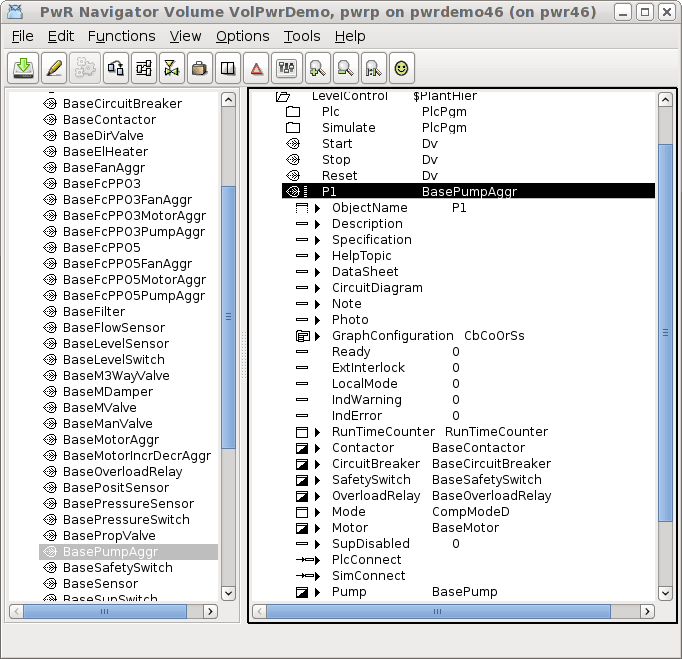 PwR Navigator Volume VolPwrDemo, pwrp on pwrdemo46 (on pwr46)
File Edit Functions View Options Tools Help
BaseCircuitBreaker
BaseContactor
BaseDirValve
BaseElHeater
BaseFanAggr
BaseFcPPO3
BaseFcPPO3FanAggr
BaseFcPPO3MotorAggr
BaseFcPPO3PumpAggr
BaseFcPPO5
BaseFcPPO5FanAggr
BaseFcPPO5MotorAggr
BaseFcPPO5PumpAggr
BaseFilter
BaseFlowSensor
BaseLevelSensor
BaseLevelSwitch
BaseM3WayValve
BaseMDamper
BaseMValve
BaseManValve
BaseMotorAggr
BaseMotorIncrDecrAggr
BaseOverloadRelay
BasePositSensor
BasePressureSensor
BasePressureSwitch
BasePropValve
BasePumpAggr
BaseSafetySwitch
BaseSensor
BaseSupSwitch
LevelControl $PlantHier
Plc PlcPgm
Simulate PlcPgm
Start Dv
Stop Dv
Reset Dv
P1 BasePumpAggr
ObjectName P1
Description
Specification
HelpTopic
DataSheet
CircuitDiagram
Note
Photo
GraphConfiguration CbCoOrSs
Ready 0
ExtInterlock 0
LocalMode 0
IndWarning 0
IndError 0
RunTimeCounter RunTimeCounter
Contactor BaseContactor
CircuitBreaker BaseCircuitBreaker
SafetySwitch BaseSafetySwitch
OverloadRelay BaseOverloadRelay
Mode CompModeD
Motor BaseMotor
SupDisabled 0
PlcConnect
SimConnect
Pump BasePump